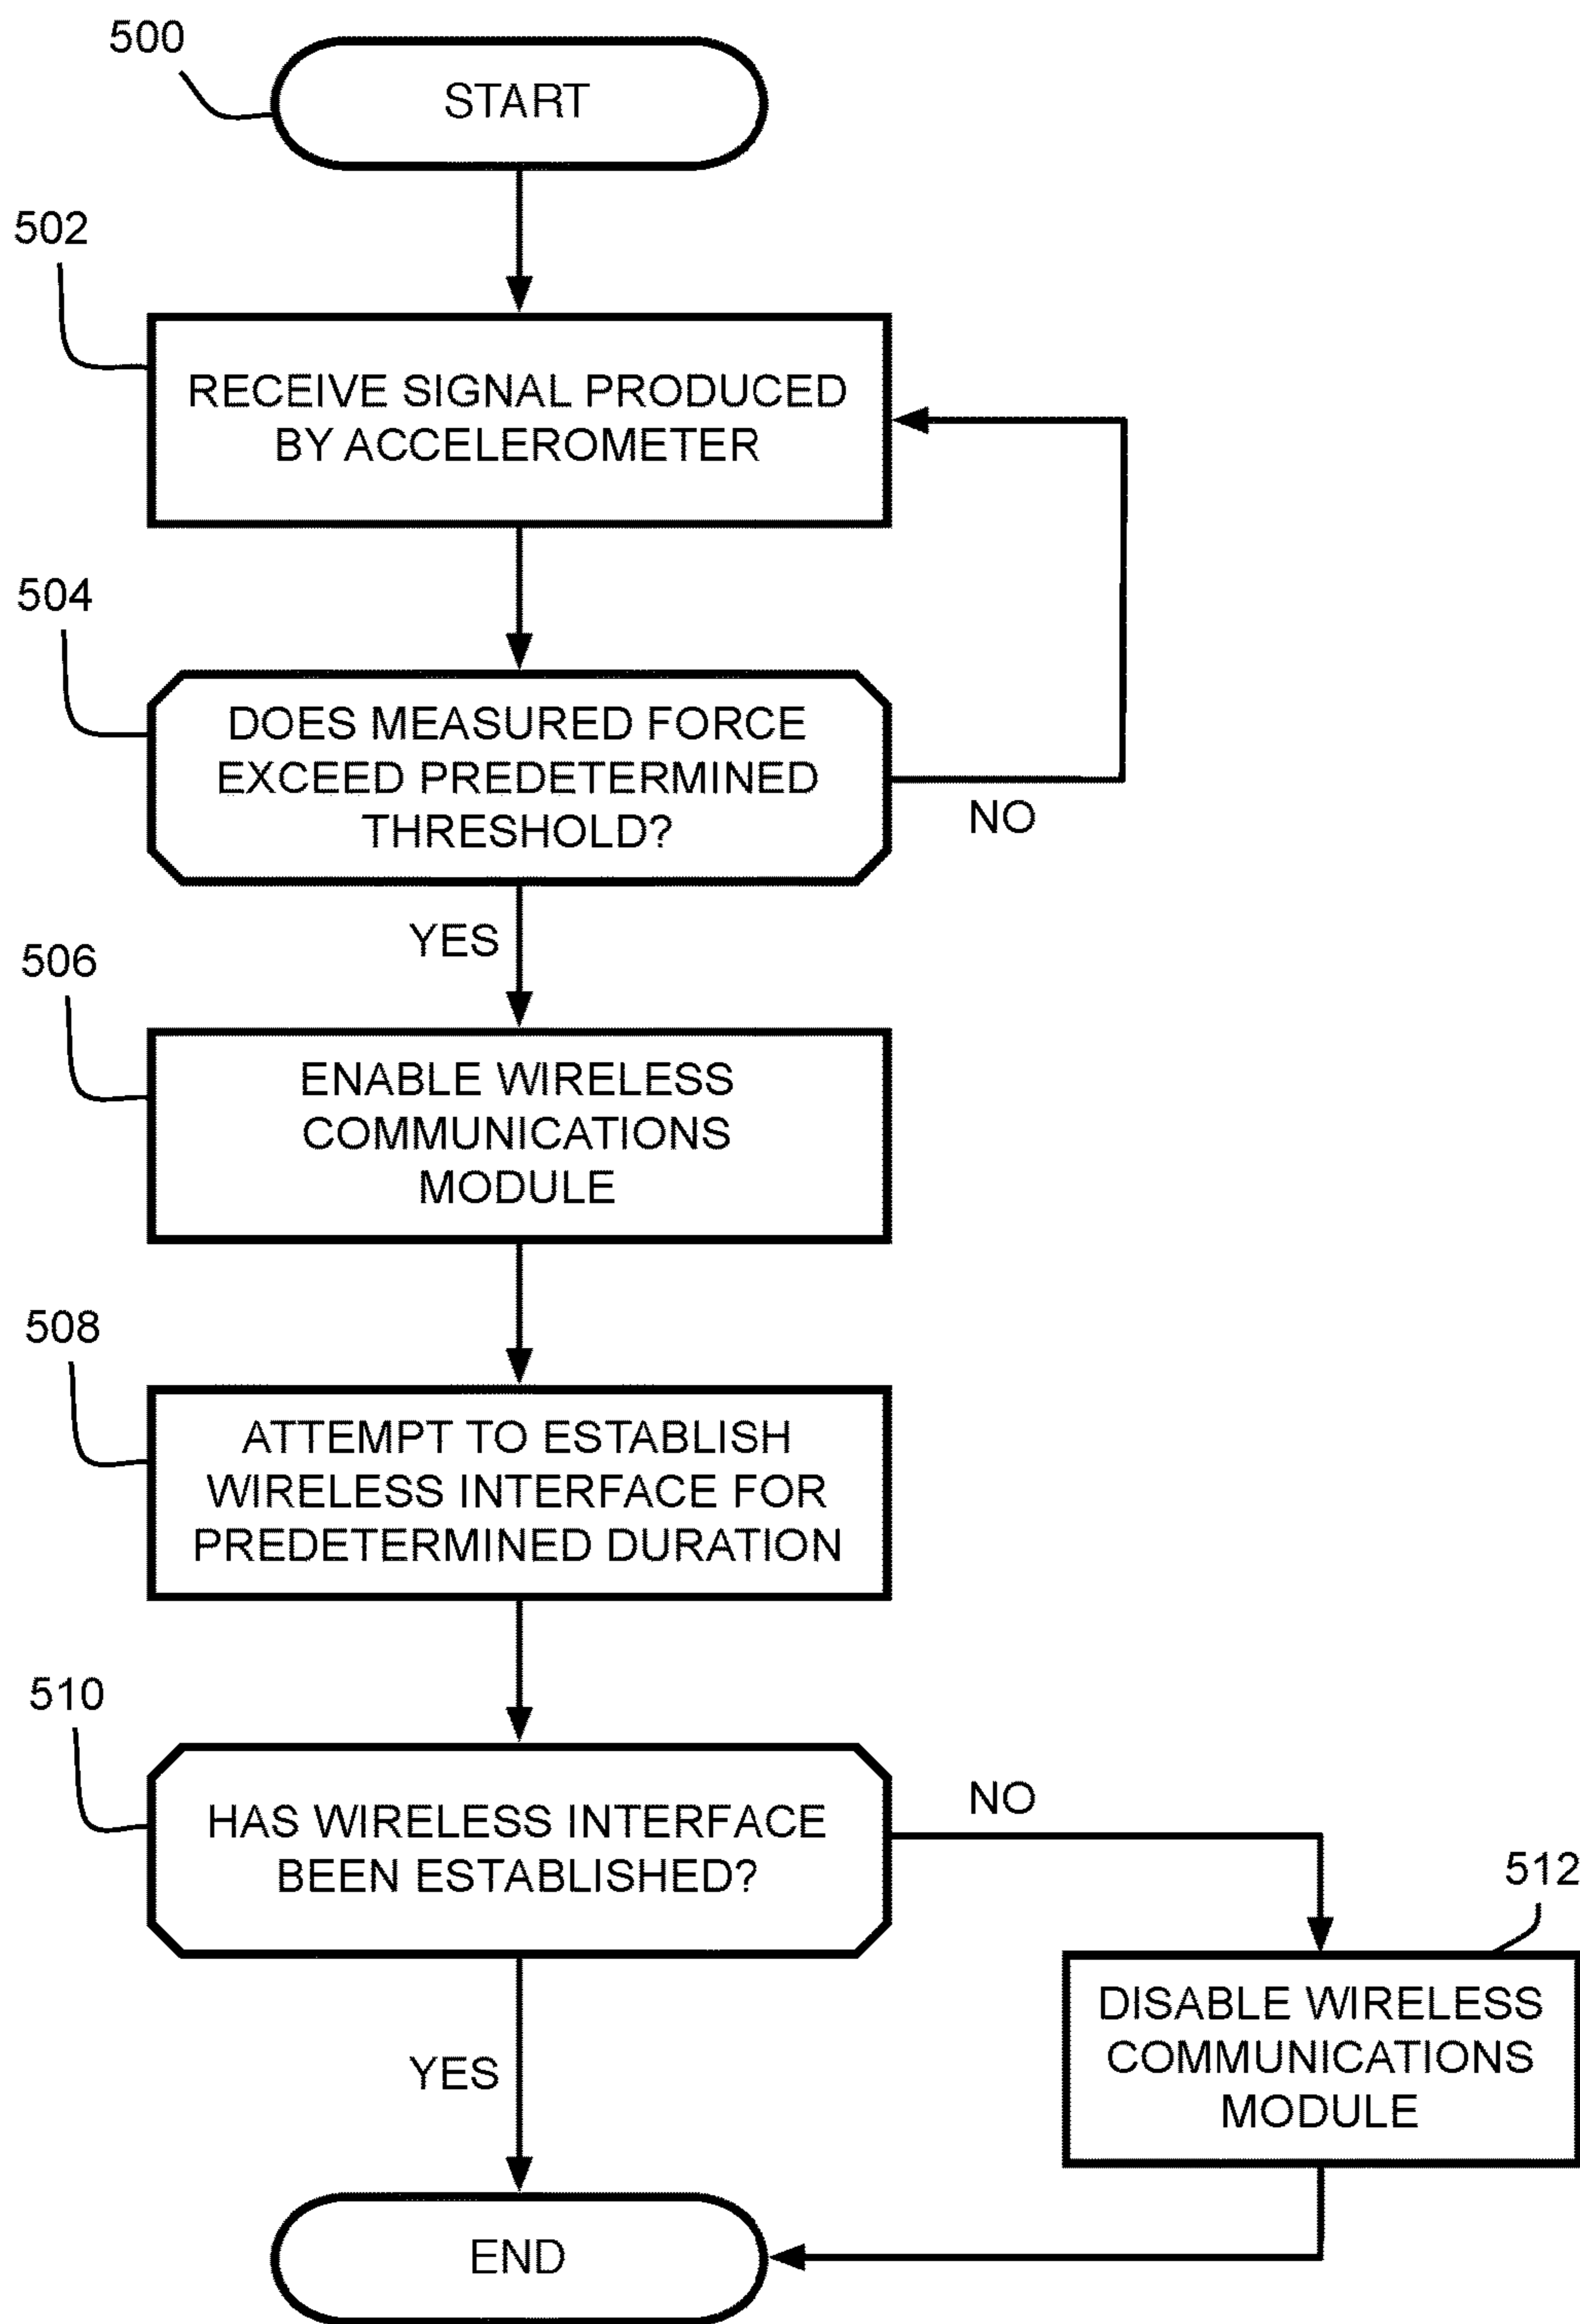 500
START
502
RECEIVE SIGNAL PRODUCED
BY ACCELEROMETER
504
DOES MEASURED FORCE
EXCEED PREDETERMINED
THRESHOLD?
NO
YES
506
ENABLE WIRELESS
COMMUNICATIONS
MODULE
508
ATTEMPT TO ESTABLISH
WIRELESS INTERFACE FOR
PREDETERMINED DURATION
510
HAS WIRELESS INTERFACE
BEEN ESTABLISHED?
NO
512
DISABLE WIRELESS
COMMUNICATIONS
MODULE
YES
END